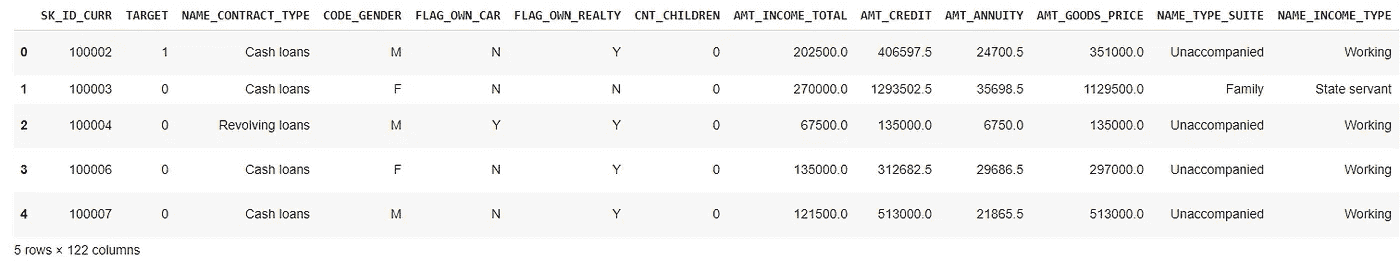 SK_ID_CURR TARGET NAME_CONTRACT_TYPE CODE_GENDER FLAG_OWN_CAR FLAG_OWN_REALTY CNT_CHILDREN AMT_INCOME_TOTAL AMT_CREDIT AMT_ANNUITY AMT_GOODS_PRICE NAME_TYPE_SUITE NAME_INCOME_TYPE
0 100002 1 Cash loans M N Y 0 202500.0 406597.5 24700.5 351000.0 Unaccompanied Working
1 100003 0 Cash loans F N N 0 270000.0 1293502.5 35698.5 1129500.0 Family State servant
2 100004 0 Revolving loans M Y Y 0 67500.0 135000.0 6750.0 135000.0 Unaccompanied Working
3 100006 0 Cash loans F N Y 0 135000.0 312682.5 29686.5 297000.0 Unaccompanied Working
4 100007 0 Cash loans M N Y 0 121500.0 513000.0 21865.5 513000.0 Unaccompanied Working
5 rows × 122 columns